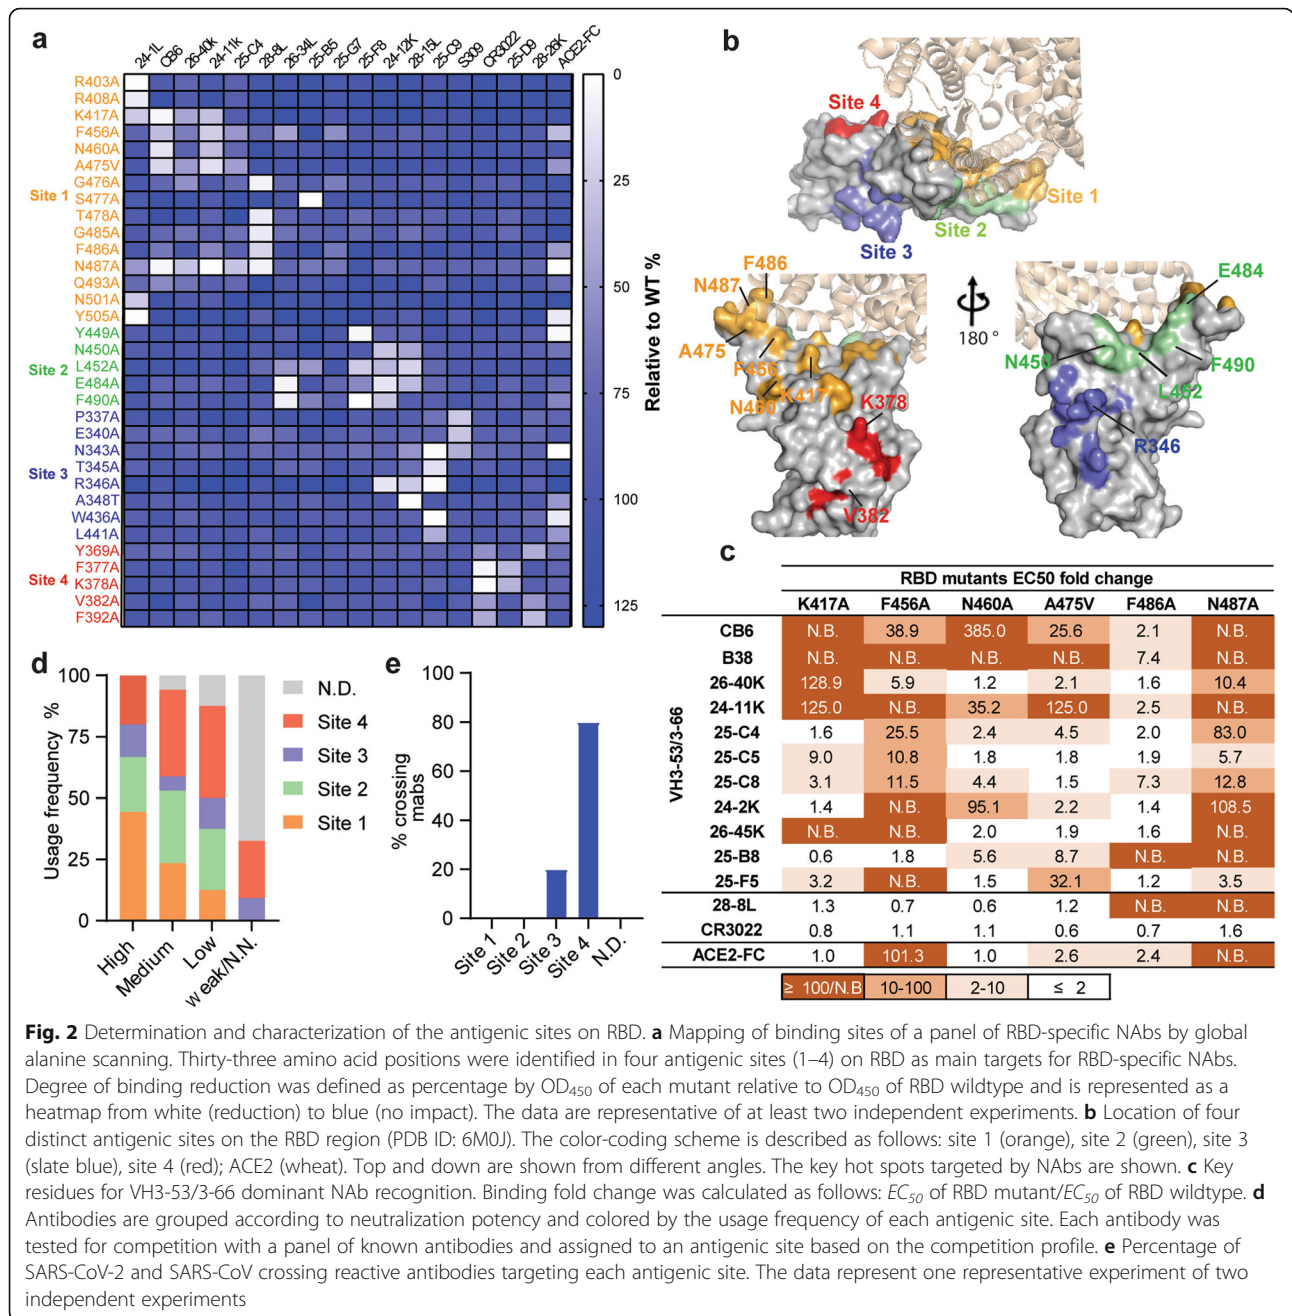 a
24-1L CB6 26-40k 24-11k 25-C4 28-8L 26-34L 25-B5 25-G7 25-F8 24-12K 28-15L 25-C9 S309 CR3022 25-D9 28-26K ACE2-FC
Site 1
R403A
R408A
K417A
F456A
N460A
A475V
G476A
S477A
T478A
G485A
F486A
N487A
Q493A
N501A
Y505A
Site 2
Y449A
N450A
L452A
E484A
F490A
Site 3
P337A
E340A
N343A
T345A
R346A
A348T
W436A
L441A
Site 4
Y369A
F377A
K378A
V382A
F392A
0
25
50
75
100
125
Relative to WT %
b
Site 4
Site 1
Site 2
Site 3
F486
N487
A475
F456
N460
K417
K378
V382
180 °
E484
N450
F490
L452
R346
c
RBD mutants EC50 fold change
K417A F456A N460A A475V F486A N487A
VH3-53/3-66
CB6 N.B. 38.9 385.0 25.6 2.1 N.B.
B38 N.B. N.B. N.B. N.B. 7.4 N.B.
26-40K 128.9 5.9 1.2 2.1 1.6 10.4
24-11K 125.0 N.B. 35.2 125.0 2.5 N.B.
25-C4 1.6 25.5 2.4 4.5 2.0 83.0
25-C5 9.0 10.8 1.8 1.8 1.9 5.7
25-C8 3.1 11.5 4.4 1.5 7.3 12.8
24-2K 1.4 N.B. 95.1 2.2 1.4 108.5
26-45K N.B. N.B. 2.0 1.9 1.6 N.B.
25-B8 0.6 1.8 5.6 8.7 N.B. N.B.
25-F5 3.2 N.B. 1.5 32.1 1.2 3.5
28-8L 1.3 0.7 0.6 1.2 N.B. N.B.
CR3022 0.8 1.1 1.1 0.6 0.7 1.6
ACE2-FC 1.0 101.3 1.0 2.6 2.4 N.B.
≥ 100/N.B 10-100 2-10 ≤ 2
d
Usage frequency %
100
75
50
25
0
High Medium Low weak/N.N.
N.D.
Site 4
Site 3
Site 2
Site 1
e
% crossing
mabs
100
80
60
40
20
0
Site 1 Site 2 Site 3 Site 4 N.D.
Fig. 2 Determination and characterization of the antigenic sites on RBD. a Mapping of binding sites of a panel of RBD-specific NAbs by global
alanine scanning. Thirty-three amino acid positions were identified in four antigenic sites (1–4) on RBD as main targets for RBD-specific NAbs.
Degree of binding reduction was defined as percentage by OD450 of each mutant relative to OD450 of RBD wildtype and is represented as a
heatmap from white (reduction) to blue (no impact). The data are representative of at least two independent experiments. b Location of four
distinct antigenic sites on the RBD region (PDB ID: 6M0J). The color-coding scheme is described as follows: site 1 (orange), site 2 (green), site 3
(slate blue), site 4 (red); ACE2 (wheat). Top and down are shown from different angles. The key hot spots targeted by NAbs are shown. c Key
residues for VH3-53/3-66 dominant NAb recognition. Binding fold change was calculated as follows: EC50 of RBD mutant/EC50 of RBD wildtype. d
Antibodies are grouped according to neutralization potency and colored by the usage frequency of each antigenic site. Each antibody was
tested for competition with a panel of known antibodies and assigned to an antigenic site based on the competition profile. e Percentage of
SARS-CoV-2 and SARS-CoV crossing reactive antibodies targeting each antigenic site. The data represent one representative experiment of two
independent experiments